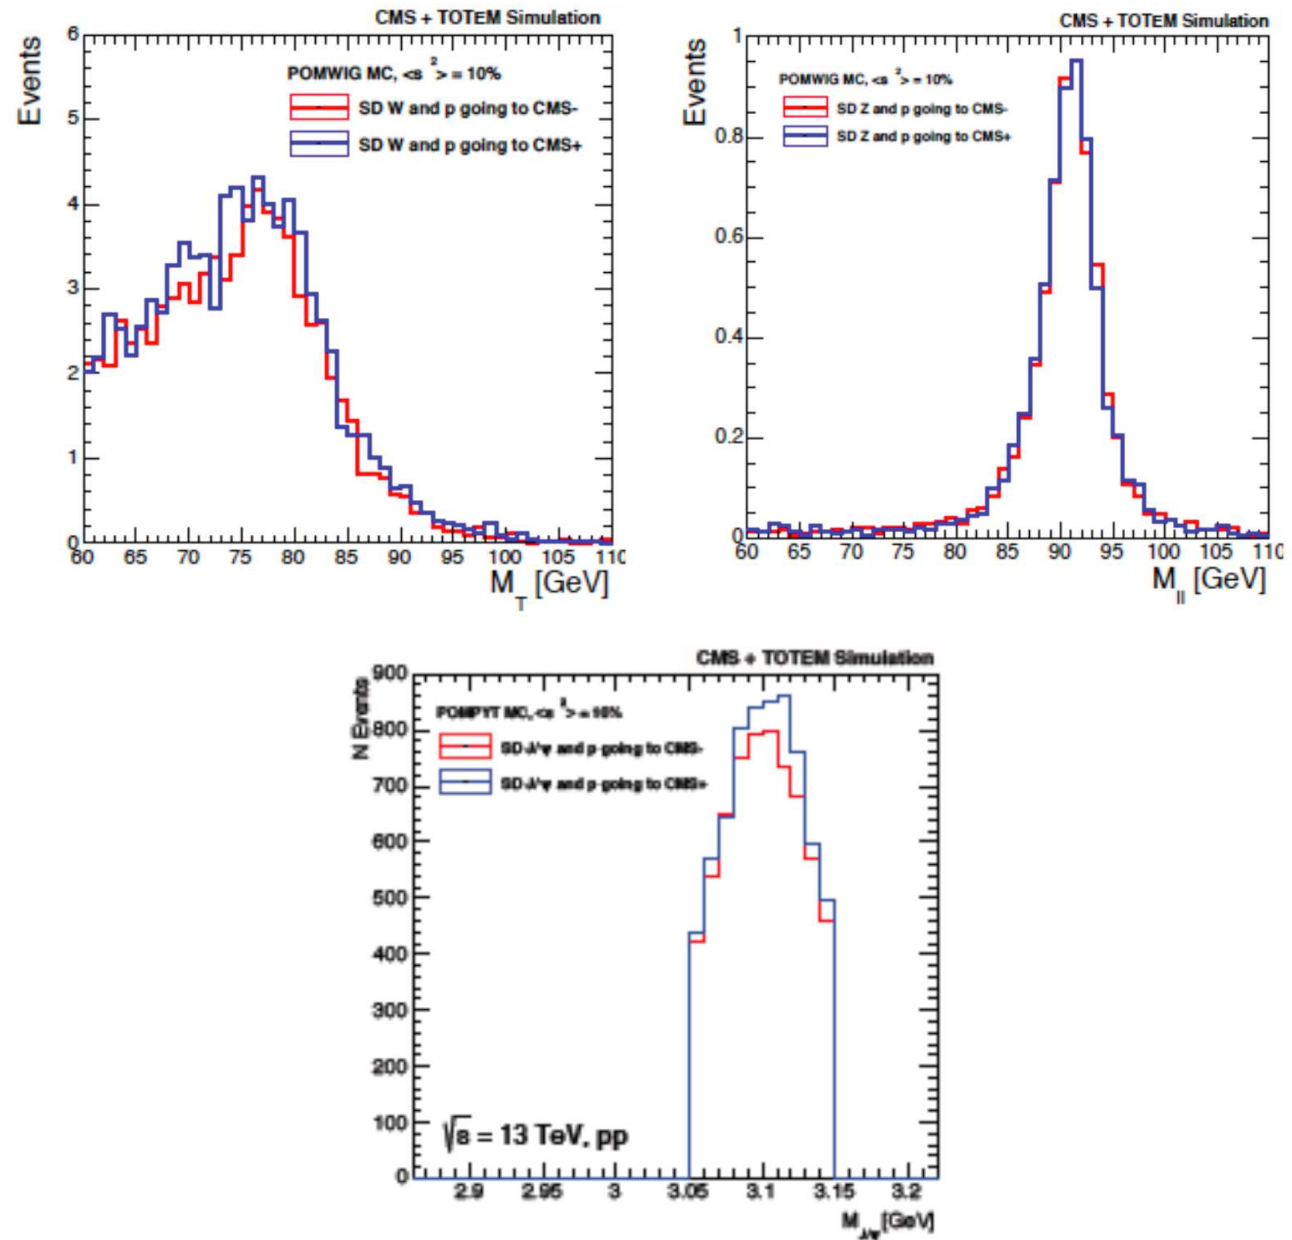 CMS + TOTEM Simulation
Events
POMWIG MC, <s 2> = 10%
SD W and p going to CMS-
SD W and p going to CMS+
6
5
4
3
2
1
0
60 65 70 75 80 85 90 95 100 105 110
M_T [GeV]
CMS + TOTEM Simulation
Events
POMWIG MC, <s 2> = 10%
SD Z and p going to CMS-
SD Z and p going to CMS+
1
0.8
0.6
0.4
0.2
0
60 65 70 75 80 85 90 95 100 105 110
M_ll [GeV]
CMS + TOTEM Simulation
N Events
POMPYT MC, <s 2> = 10%
SD J/ψ and p going to CMS-
SD J/ψ and p going to CMS+
900
800
700
600
500
400
300
200
100
0
√s = 13 TeV, pp
2.9 2.95 3 3.05 3.1 3.15 3.2
M_J/ψ [GeV]